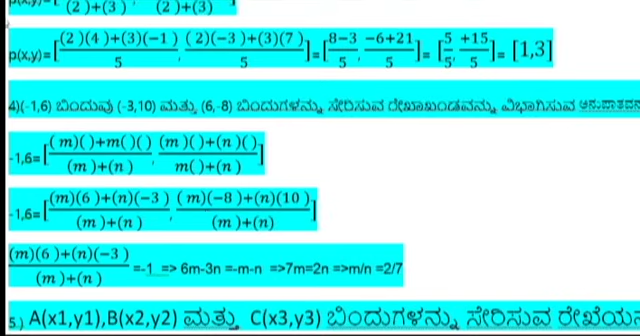 p(x,y)=[ (2)+(3) , (2)+(3)
p(x,y)=[(2)(4)+(3)(-1)/5, (2)(-3)+(3)(7)/5]=[8-3/5, -6+21/5]=[5/5, +15/5]= [1,3]
4)(-1,6) ಬಿಂದುವು (-3,10) ಮತ್ತು (6,-8) ಬಿಂದುಗಳನ್ನು ಸೇರಿಸುವ ರೇಖಾಖಂಡವನ್ನು ವಿಭಾಗಿಸುವ
-1,6=[(m)()+m()()/(m)+(n), (m)()+(n)()/m()+(n)]
-1,6=[(m)(6)+(n)(-3)/(m)+(n), (m)(-8)+(n)(10)/(m)+(n)]
(m)(6)+(n)(-3)/(m)+(n) =-1 => 6m-3n =-m-n =>7m=2n =>m/n =2/7
5.) A(x1,y1),B(x2,y2) ಮತ್ತು C(x3,y3) ಬಿಂದುಗಳನ್ನು ಸೇರಿಸುವ